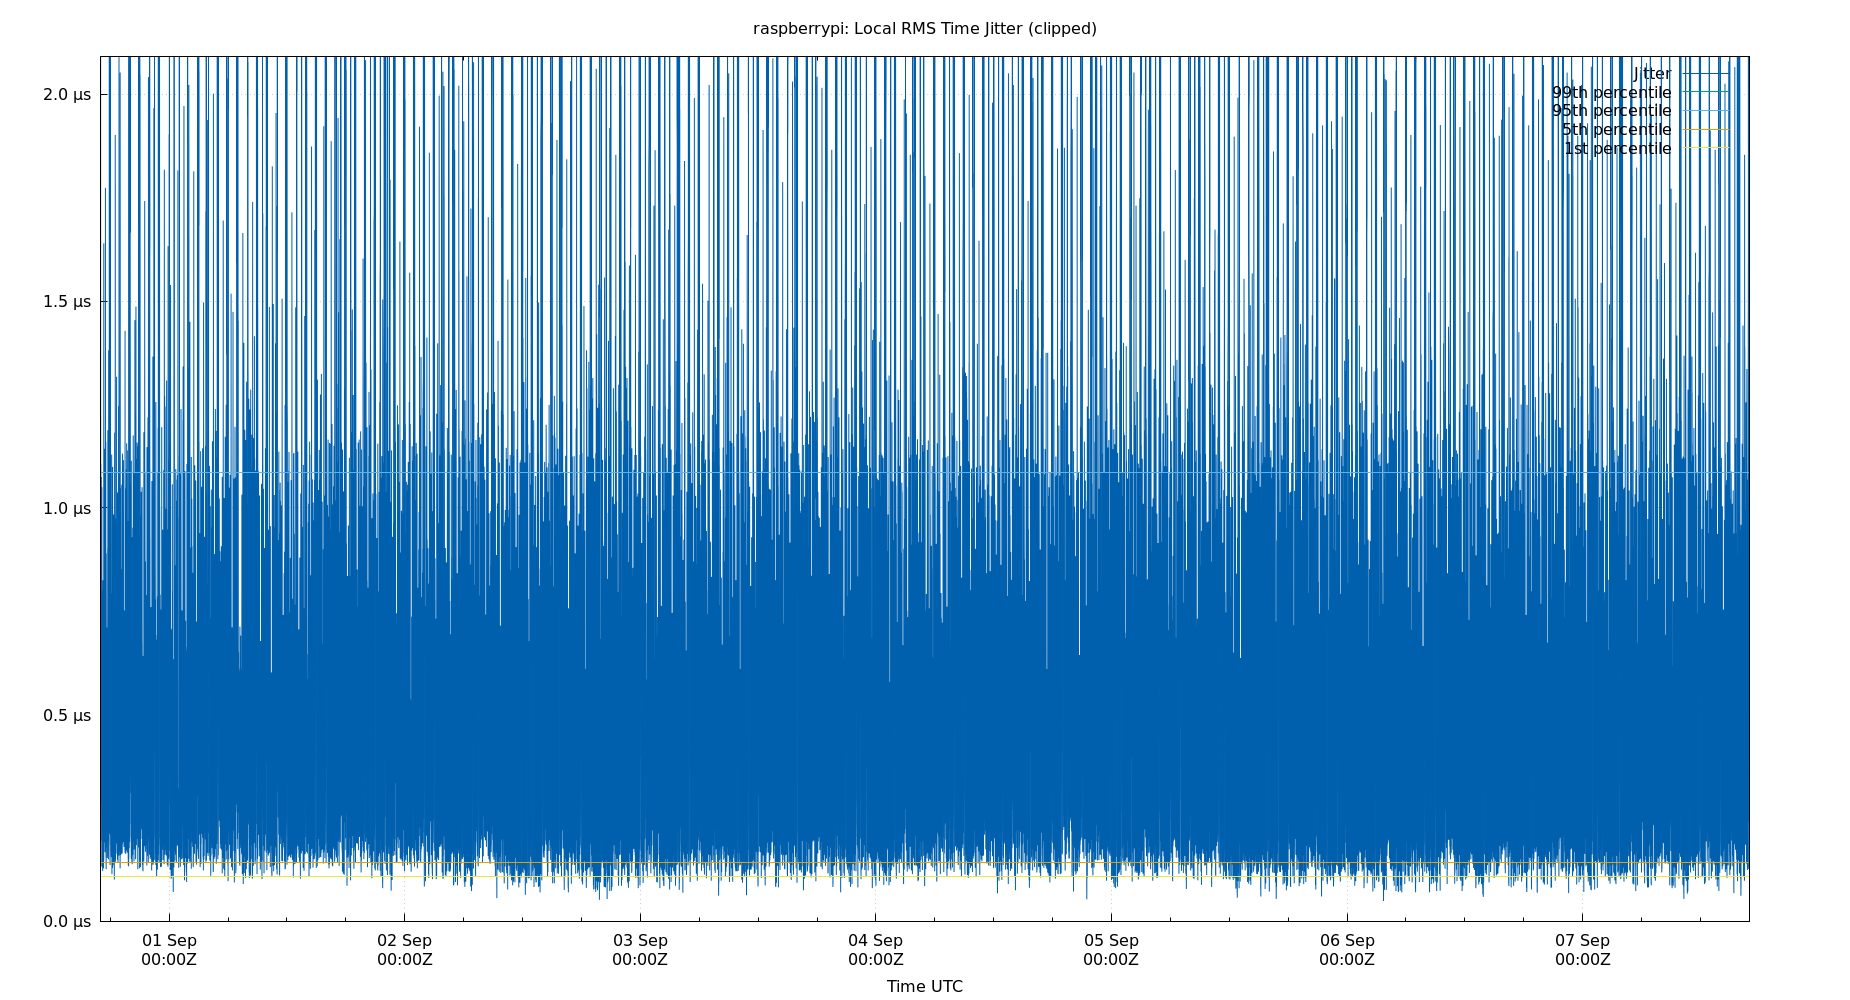 raspberrypi: Local RMS Time Jitter (clipped)
2.0 µs
1.5 µs
1.0 µs
0.5 µs
0.0 µs
Jitter
99th percentile
95th percentile
5th percentile
1st percentile
01 Sep
00:00Z
02 Sep
00:00Z
03 Sep
00:00Z
04 Sep
00:00Z
05 Sep
00:00Z
06 Sep
00:00Z
07 Sep
00:00Z
Time UTC